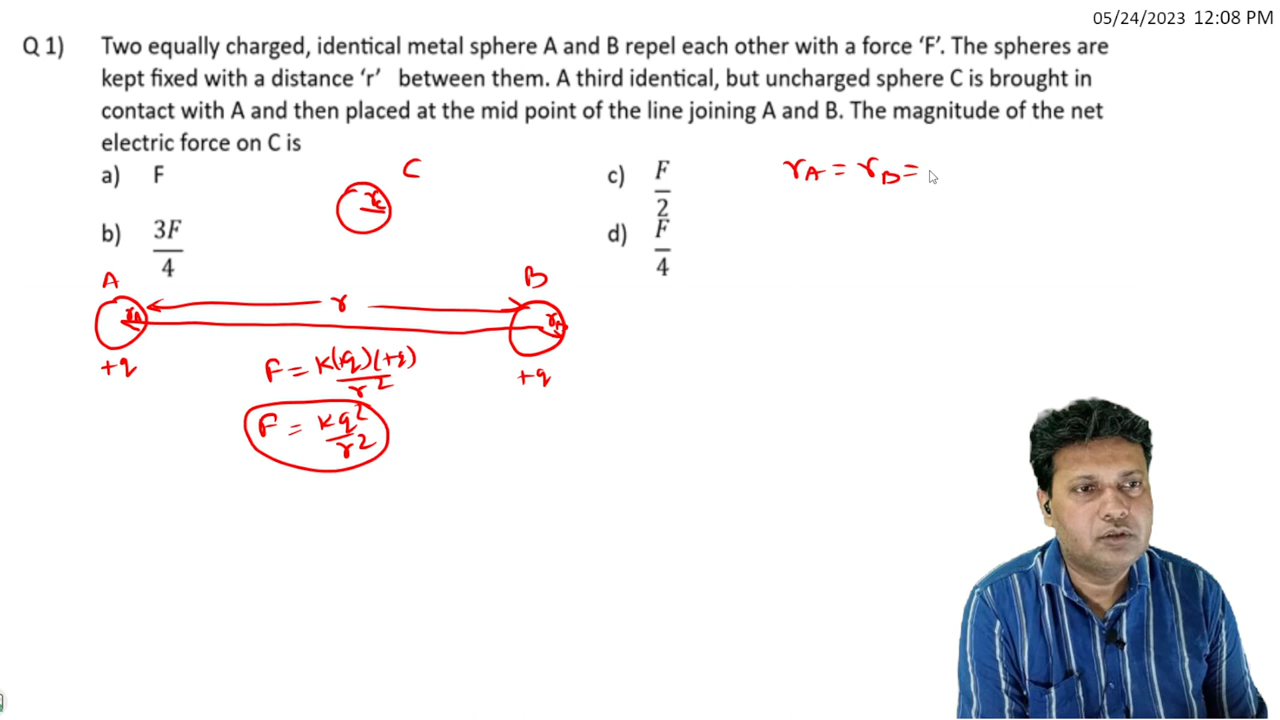 05/24/2023 12:08 PM
Q 1) Two equally charged, identical metal sphere A and B repel each other with a force ‘F’. The spheres are
kept fixed with a distance ‘r’ between them. A third identical, but uncharged sphere C is brought in
contact with A and then placed at the mid point of the line joining A and B. The magnitude of the net
electric force on C is
a) F
c) F/2
b) 3F/4
d) F/4
C
r_C
r_A = r_B =
A
B
r
r_A
+q
+q
F = K(+q)(+q)/r²
F = Kq²/r²